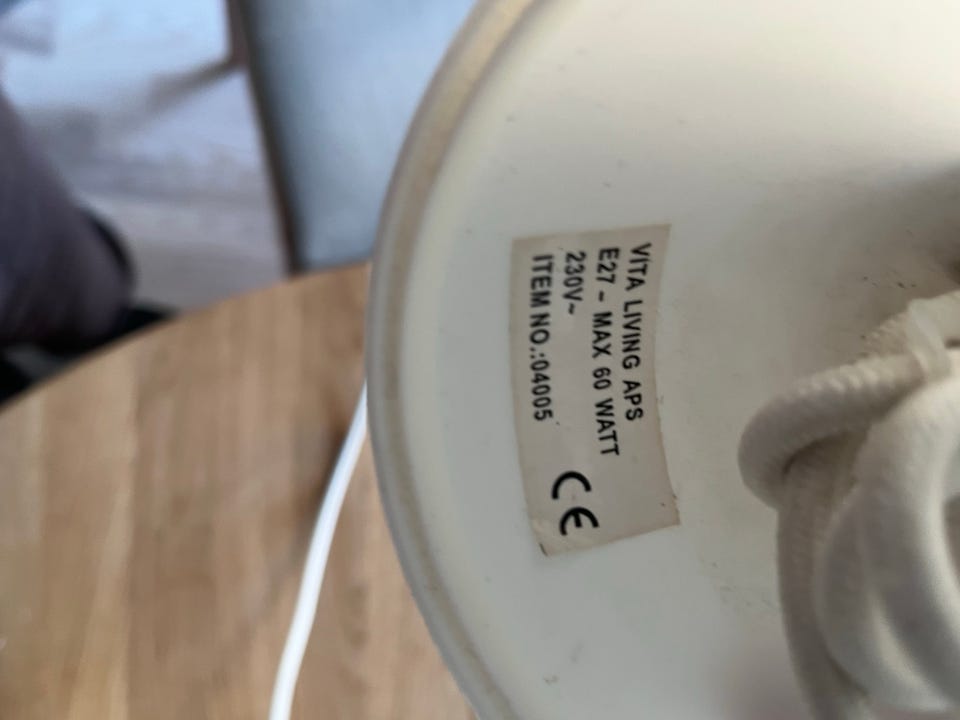 VITA LIVING APS
E27 - MAX 60 WATT
230V~
ITEM NO.:04005
CE